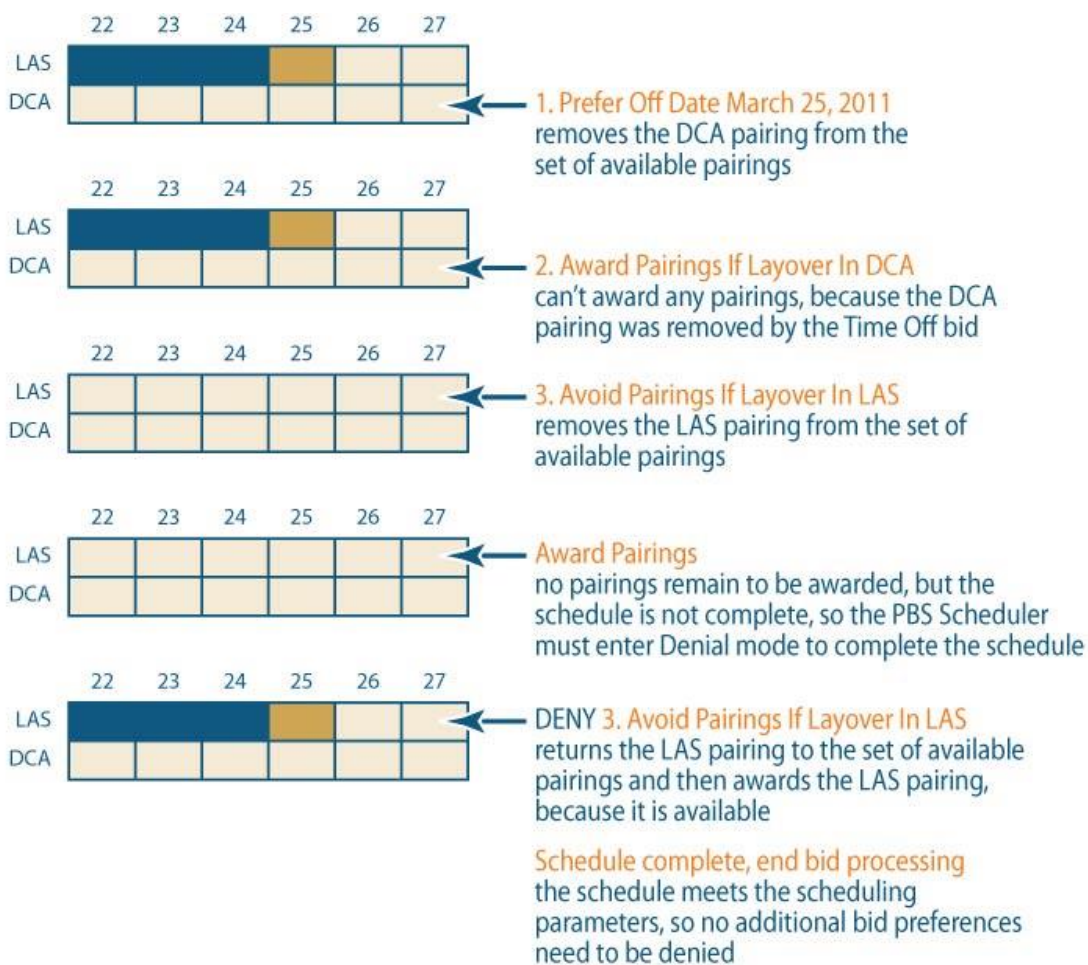 22 23 24 25 26 27
LAS
DCA
1. Prefer Off Date March 25, 2011
removes the DCA pairing from the
set of available pairings
22 23 24 25 26 27
LAS
DCA
2. Award Pairings If Layover In DCA
can't award any pairings, because the DCA
pairing was removed by the Time Off bid
22 23 24 25 26 27
LAS
DCA
3. Avoid Pairings If Layover In LAS
removes the LAS pairing from the set of
available pairings
22 23 24 25 26 27
LAS
DCA
Award Pairings
no pairings remain to be awarded, but the
schedule is not complete, so the PBS Scheduler
must enter Denial mode to complete the schedule
22 23 24 25 26 27
LAS
DCA
DENY 3. Avoid Pairings If Layover In LAS
returns the LAS pairing to the set of available
pairings and then awards the LAS pairing,
because it is available
Schedule complete, end bid processing
the schedule meets the scheduling
parameters, so no additional bid preferences
need to be denied